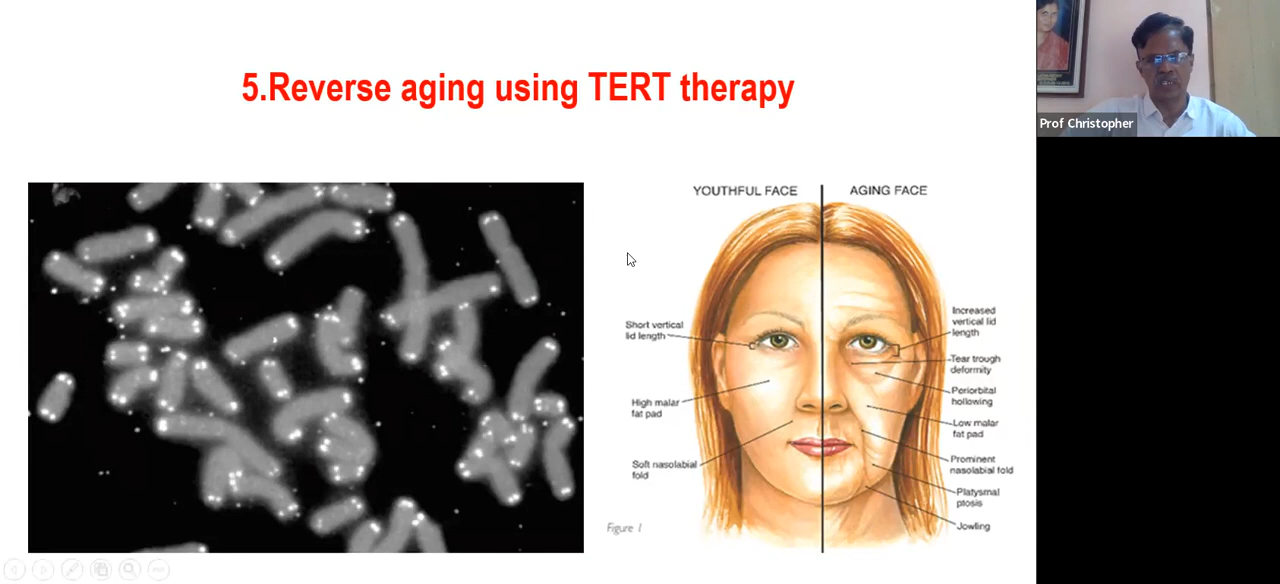 5.Reverse aging using TERT therapy
Prof Christopher
YOUTHFUL FACE
AGING FACE
Short vertical
lid length
High malar
fat pad
Soft nasolabial
fold
Increased
vertical lid
length
Tear trough
deformity
Periorbital
hollowing
Low malar
fat pad
Prominent
nasolabial fold
Platysmal
ptosis
Jowling
Figure 1